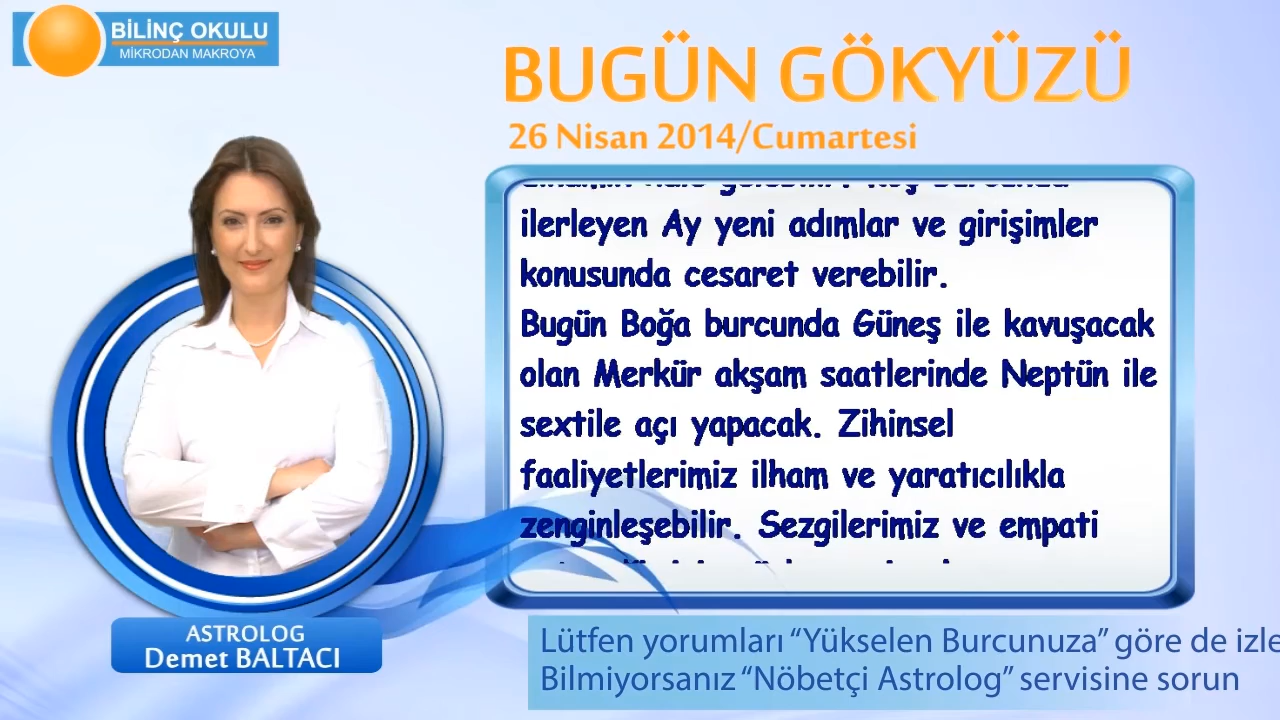 BİLİNÇ OKULU
MİKRODAN MAKROYA
BUGÜN GÖKYÜZÜ
26 Nisan 2014/Cumartesi
ilerleyen Ay yeni adımlar ve girişimler
konusunda cesaret verebilir.
Bugün Boğa burcunda Güneş ile kavuşacak
olan Merkür akşam saatlerinde Neptün ile
sextile açı yapacak. Zihinsel
faaliyetlerimiz ilham ve yaratıcılıkla
zenginleşebilir. Sezgilerimiz ve empati
ASTROLOG
Demet BALTACI
Lütfen yorumları “Yükselen Burcunuza” göre de izle
Bilmiyorsanız “Nöbetçi Astrolog” servisine sorun